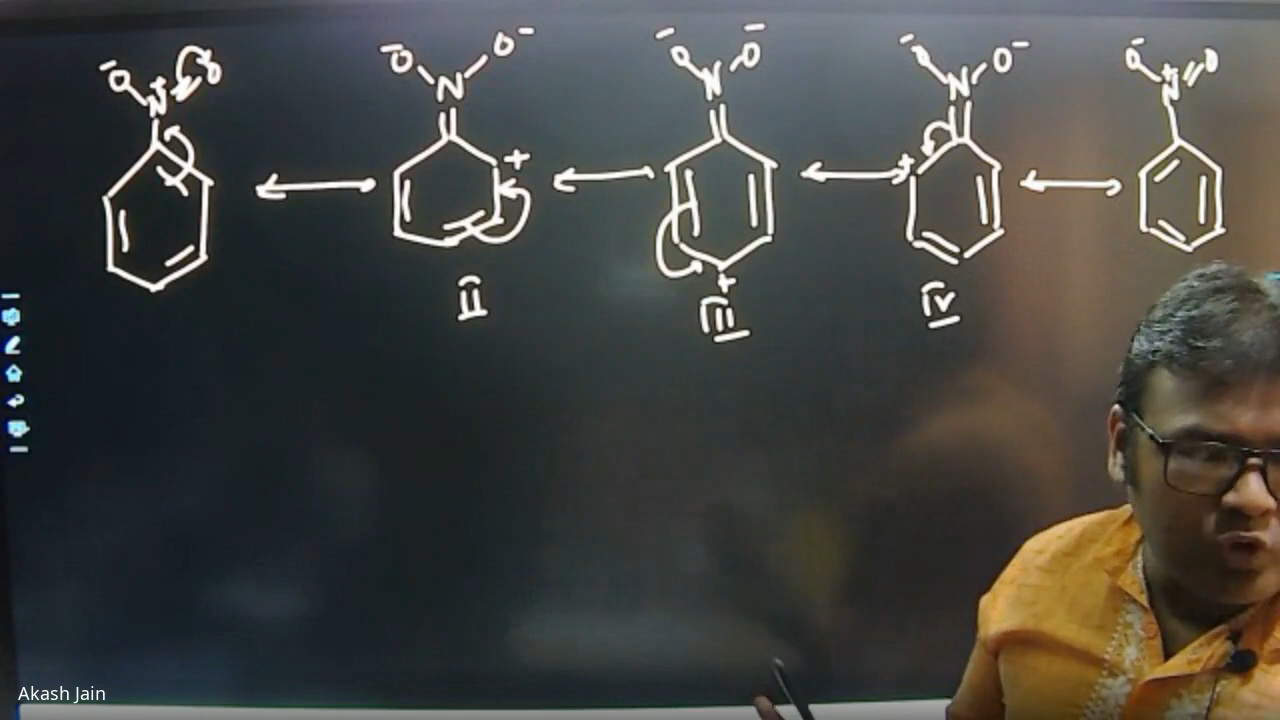 ⁻O N⁺ O
⁻O N O⁻
⁻O N O⁻
⁻O N O⁻
⁻O N⁺ O
+
+
+
II
III
IV
Akash Jain